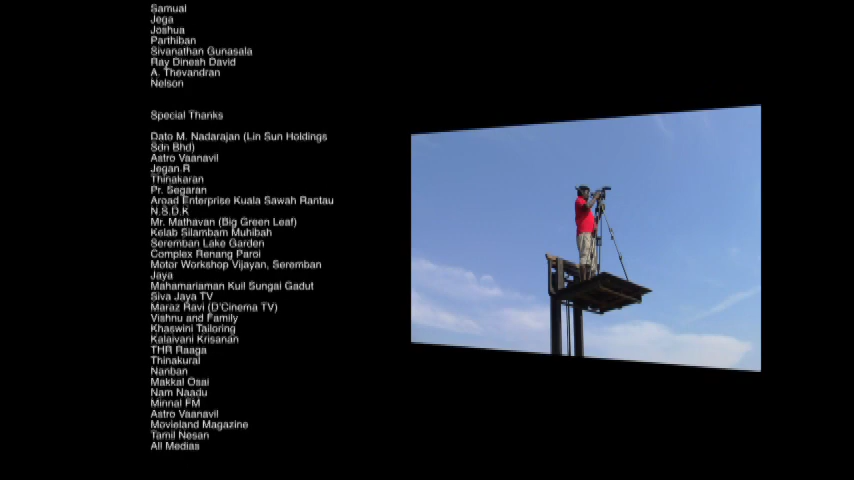 Samual
Jega
Joshua
Parthiban
Sivanathan Gunasala
Ray Dinesh David
A. Thevandran
Nelson
Special Thanks
Dato M. Nadarajan (Lin Sun Holdings
Sdn Bhd)
Astro Vaanavil
Jegan.R
Thinakaran
Pr. Segaran
Aroad Enterprise Kuala Sawah Rantau
N.S.D.K
Mr. Mathavan (Big Green Leaf)
Kelab Silambam Muhibah
Seremban Lake Garden
Complex Renang Paroi
Motor Workshop Vijayan, Seremban
Jaya
Mahamariaman Kuil Sungai Gadut
Siva Jaya TV
Maraz Ravi (D'Cinema TV)
Vishnu and Family
Khaswini Tailoring
Kalaivani Krisanan
THR Raaga
Thinakural
Nanban
Makkal Osai
Nam Naadu
Minnal FM
Astro Vaanavil
Movieland Magazine
Tamil Nesan
All Medias